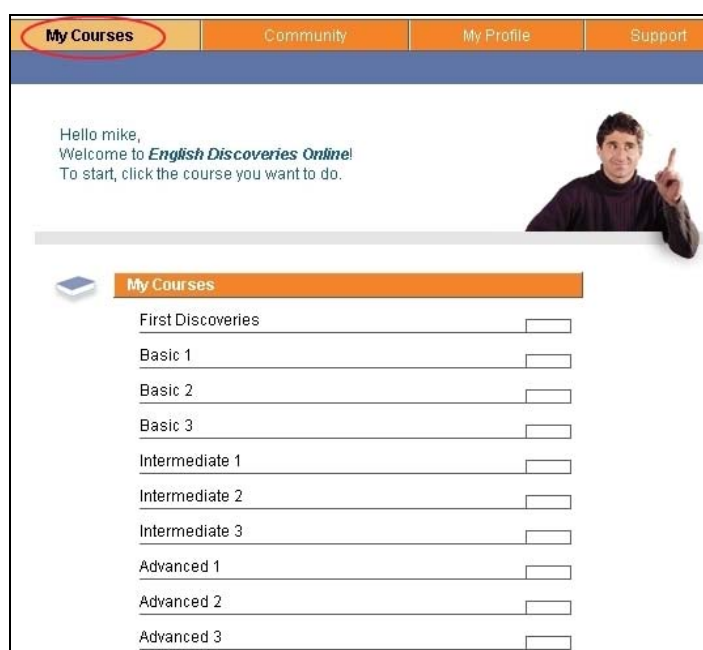 My Courses Community My Profile Support
Hello mike,
Welcome to English Discoveries Online!
To start, click the course you want to do.
My Courses
First Discoveries
Basic 1
Basic 2
Basic 3
Intermediate 1
Intermediate 2
Intermediate 3
Advanced 1
Advanced 2
Advanced 3